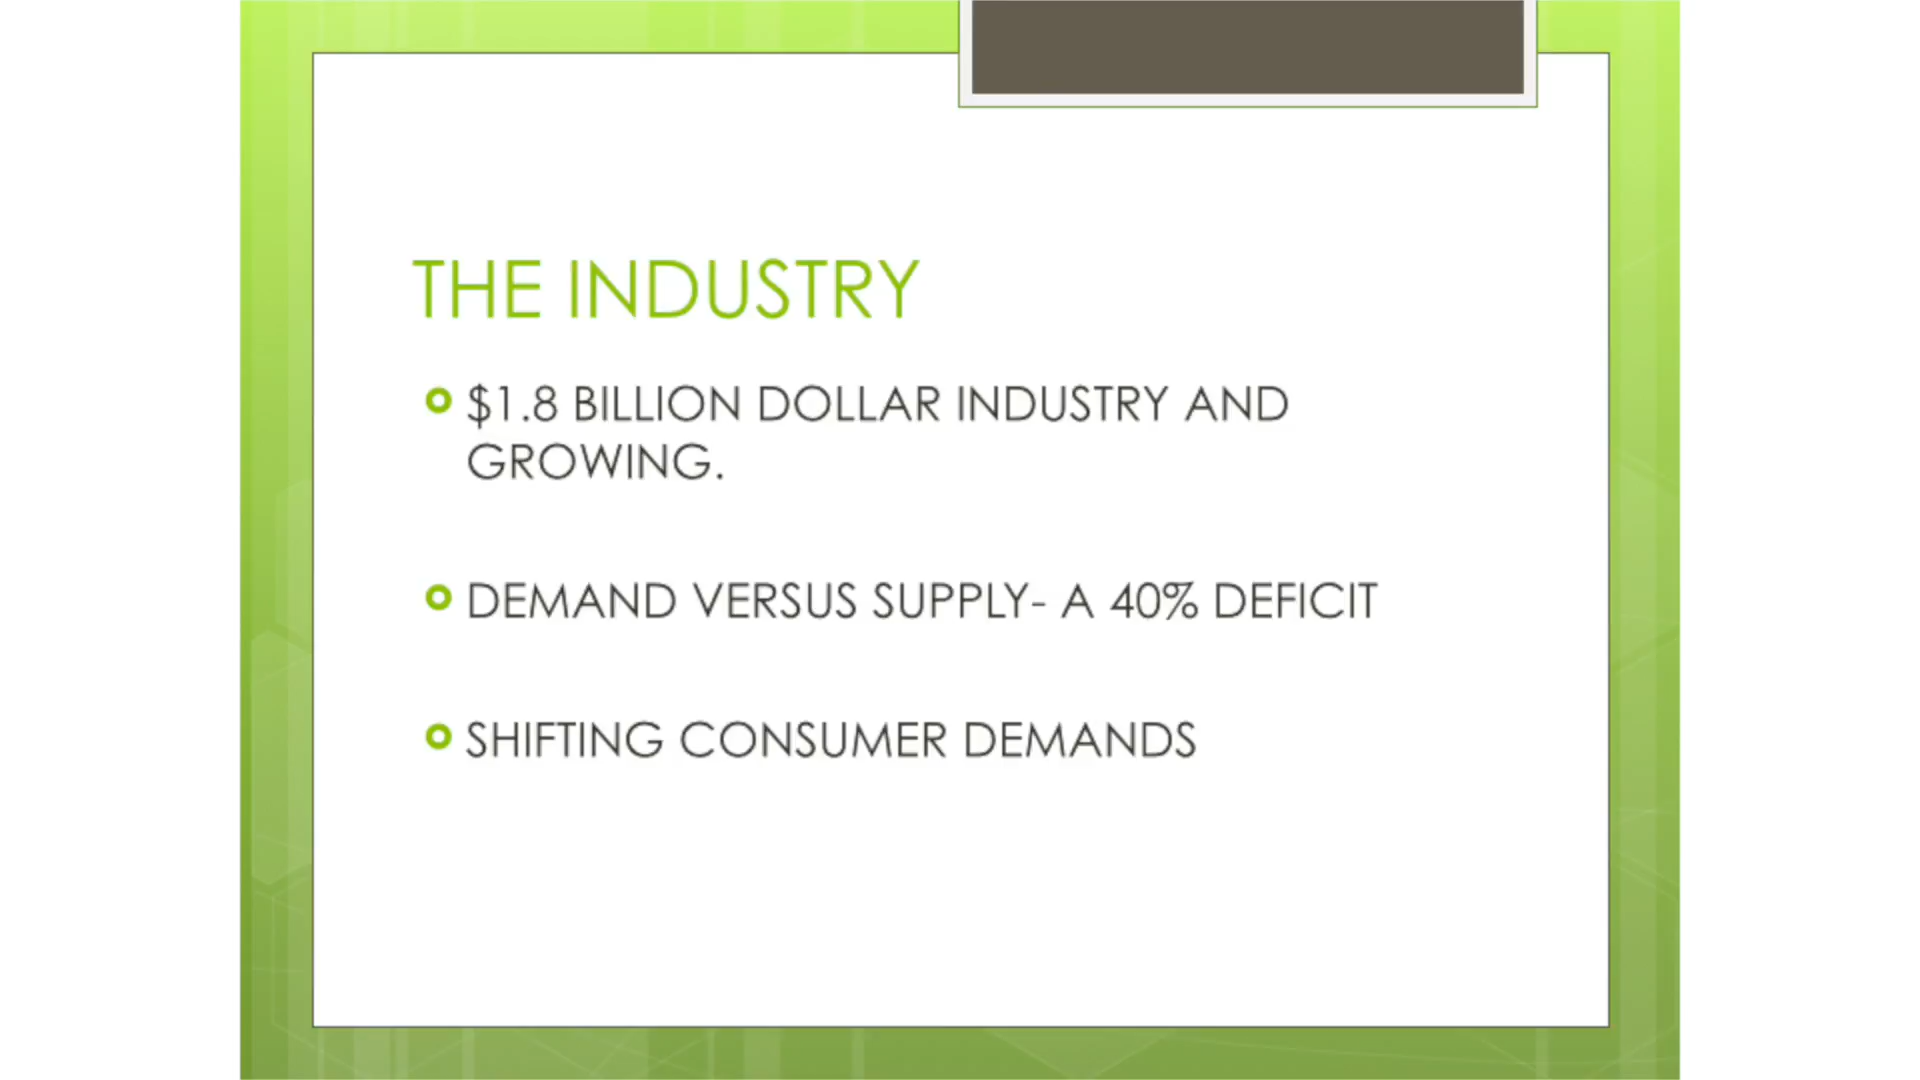 THE INDUSTRY
$1.8 BILLION DOLLAR INDUSTRY AND
GROWING.
DEMAND VERSUS SUPPLY- A 40% DEFICIT
SHIFTING CONSUMER DEMANDS